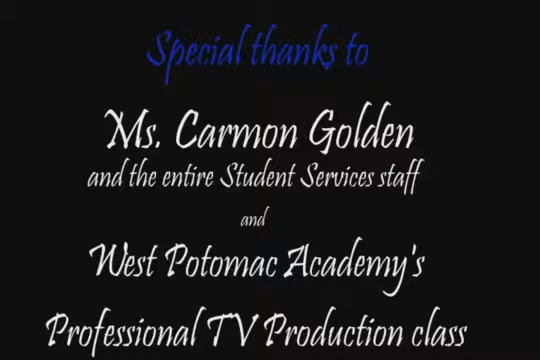 Special thanks to
Ms. Carmon Golden
and the entire Student Services staff
and
West Potomac Academy's
Professional TV Production class